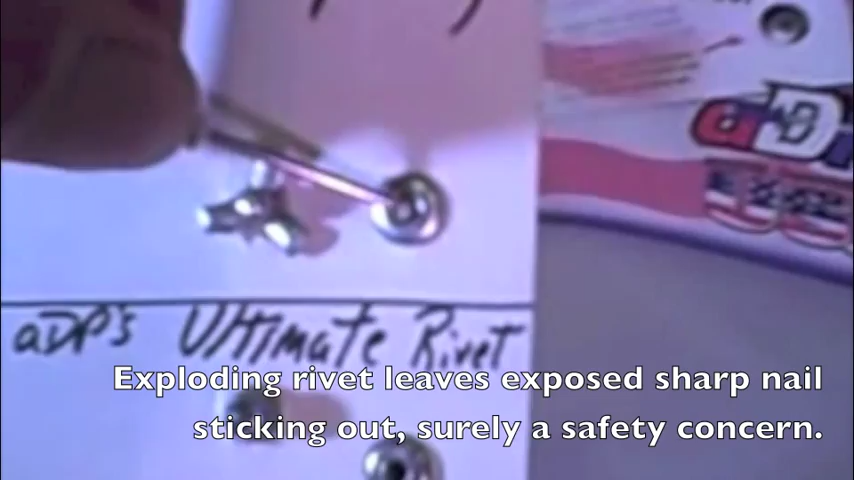 aDP's Ultimate Rivet
Exploding rivet leaves exposed sharp nail
sticking out, surely a safety concern.